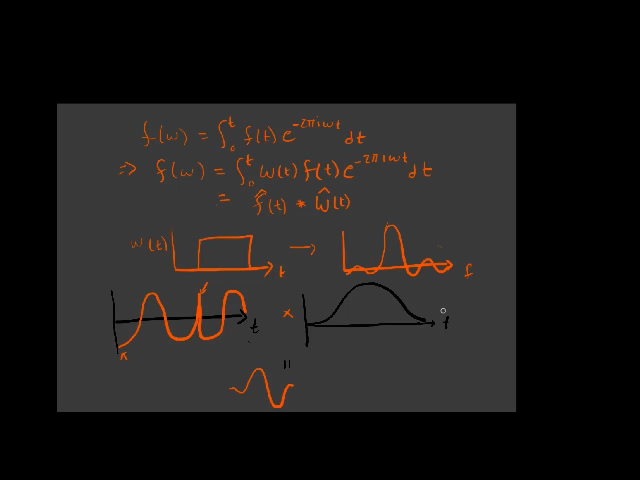 f(ω) = ∫₀ᵗ f(t) e^{-2πiωt} dt
=> f(ω) = ∫₀ᵗ W(t) f(t) e^{-2πiωt} dt
= f̂(t) * Ŵ(t)
W(t) t → f
t × f
=